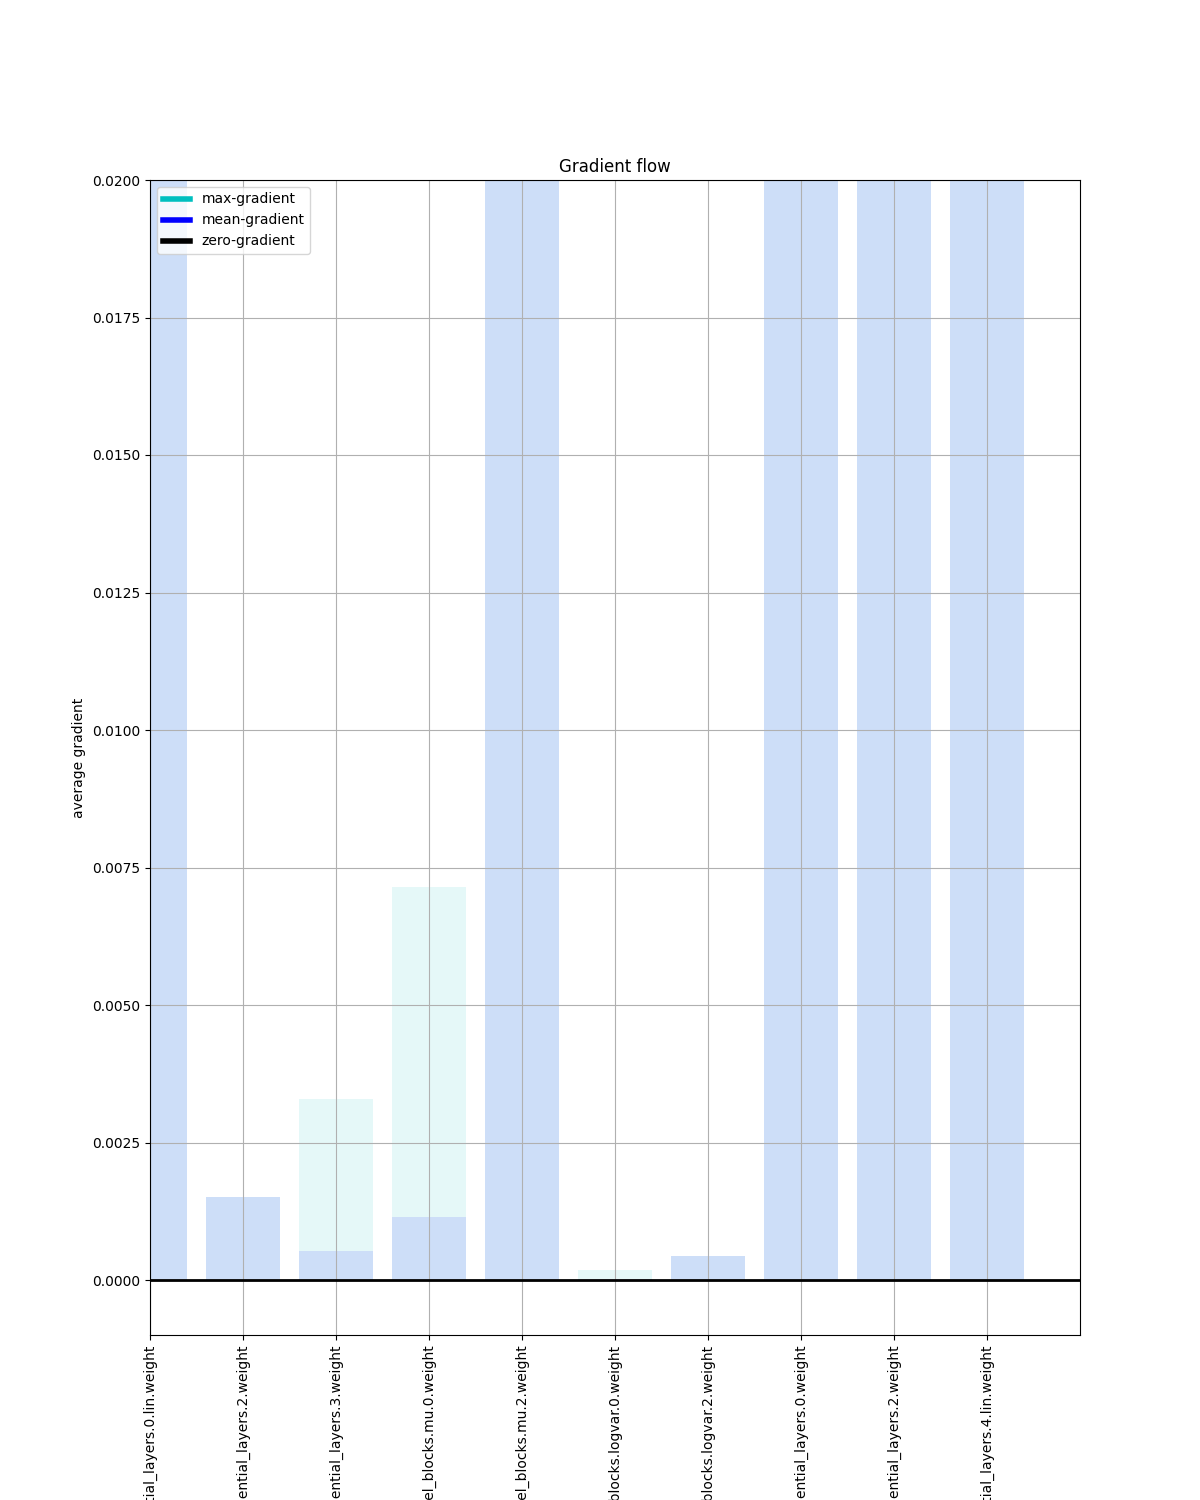 Gradient flow
max-gradient
mean-gradient
zero-gradient
0.0200
0.0175
0.0150
0.0125
0.0100
0.0075
0.0050
0.0025
0.0000
average gradient
tial_layers.0.lin.weight
ential_layers.2.weight
ential_layers.3.weight
el_blocks.mu.0.weight
el_blocks.mu.2.weight
blocks.logvar.0.weight
blocks.logvar.2.weight
ential_layers.0.weight
ential_layers.2.weight
tial_layers.4.lin.weight